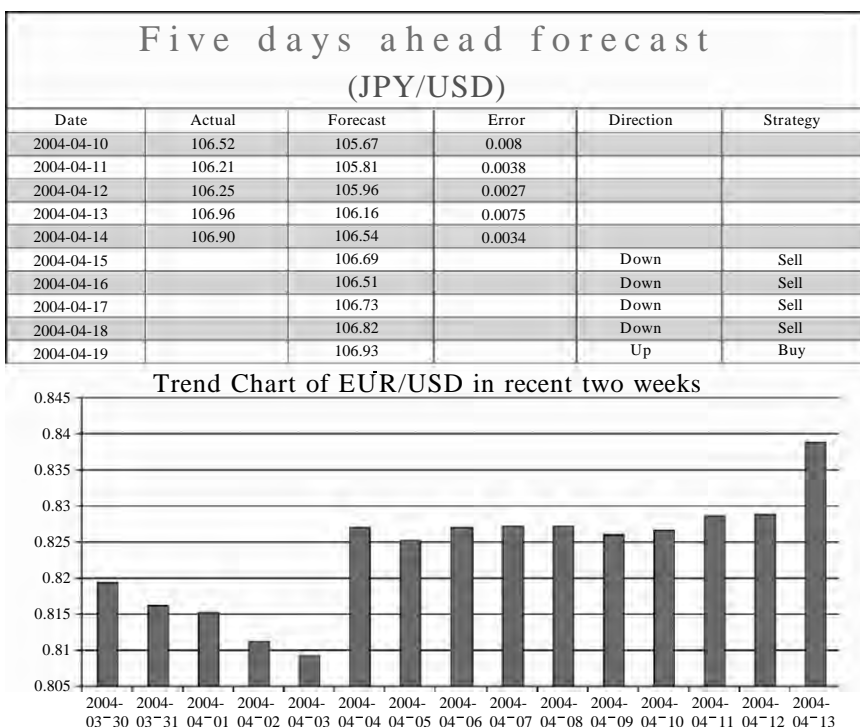 Five days ahead forecast
(JPY/USD)
Date Actual Forecast Error Direction Strategy
2004-04-10 106.52 105.67 0.008
2004-04-11 106.21 105.81 0.0038
2004-04-12 106.25 105.96 0.0027
2004-04-13 106.96 106.16 0.0075
2004-04-14 106.90 106.54 0.0034
2004-04-15 106.69 Down Sell
2004-04-16 106.51 Down Sell
2004-04-17 106.73 Down Sell
2004-04-18 106.82 Down Sell
2004-04-19 106.93 Up Buy
Trend Chart of EUR/USD in recent two weeks
0.845
0.84
0.835
0.83
0.825
0.82
0.815
0.81
0.805
2004- 2004- 2004- 2004- 2004- 2004- 2004- 2004- 2004- 2004- 2004- 2004- 2004- 2004- 2004-
03-30 03-31 04-01 04-02 04-03 04-04 04-05 04-06 04-07 04-08 04-09 04-10 04-11 04-12 04-13